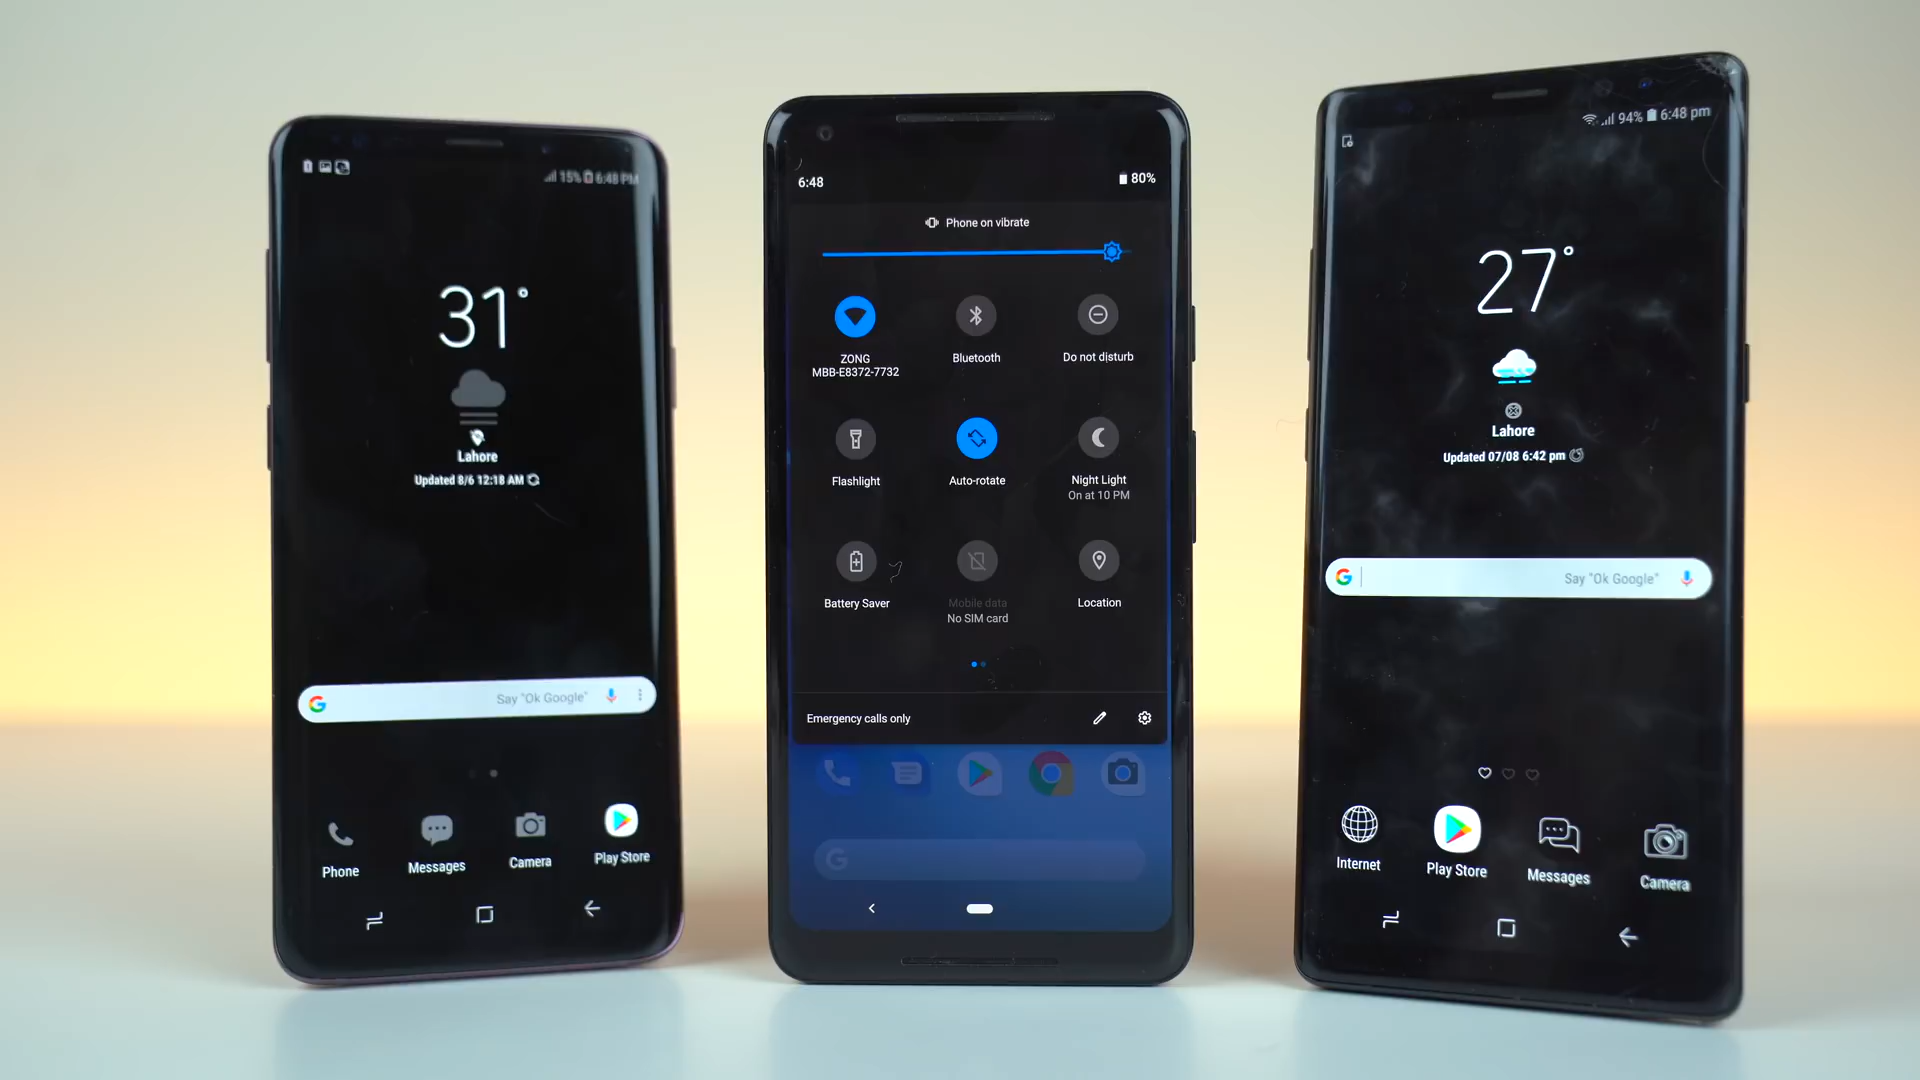 15% 6:48 PM
31°
Lahore
Updated 8/6 12:18 AM
G Say "Ok Google"
Phone
Messages
Camera
Play Store
6:48
80%
Phone on vibrate
ZONG
MBB-E8372-7732
Bluetooth
Do not disturb
Flashlight
Auto-rotate
Night Light
On at 10 PM
Battery Saver
Mobile data
No SIM card
Location
Emergency calls only
G
94% 6:48 pm
27°
Lahore
Updated 07/08 6:42 pm
G Say "Ok Google"
Internet
Play Store
Messages
Camera